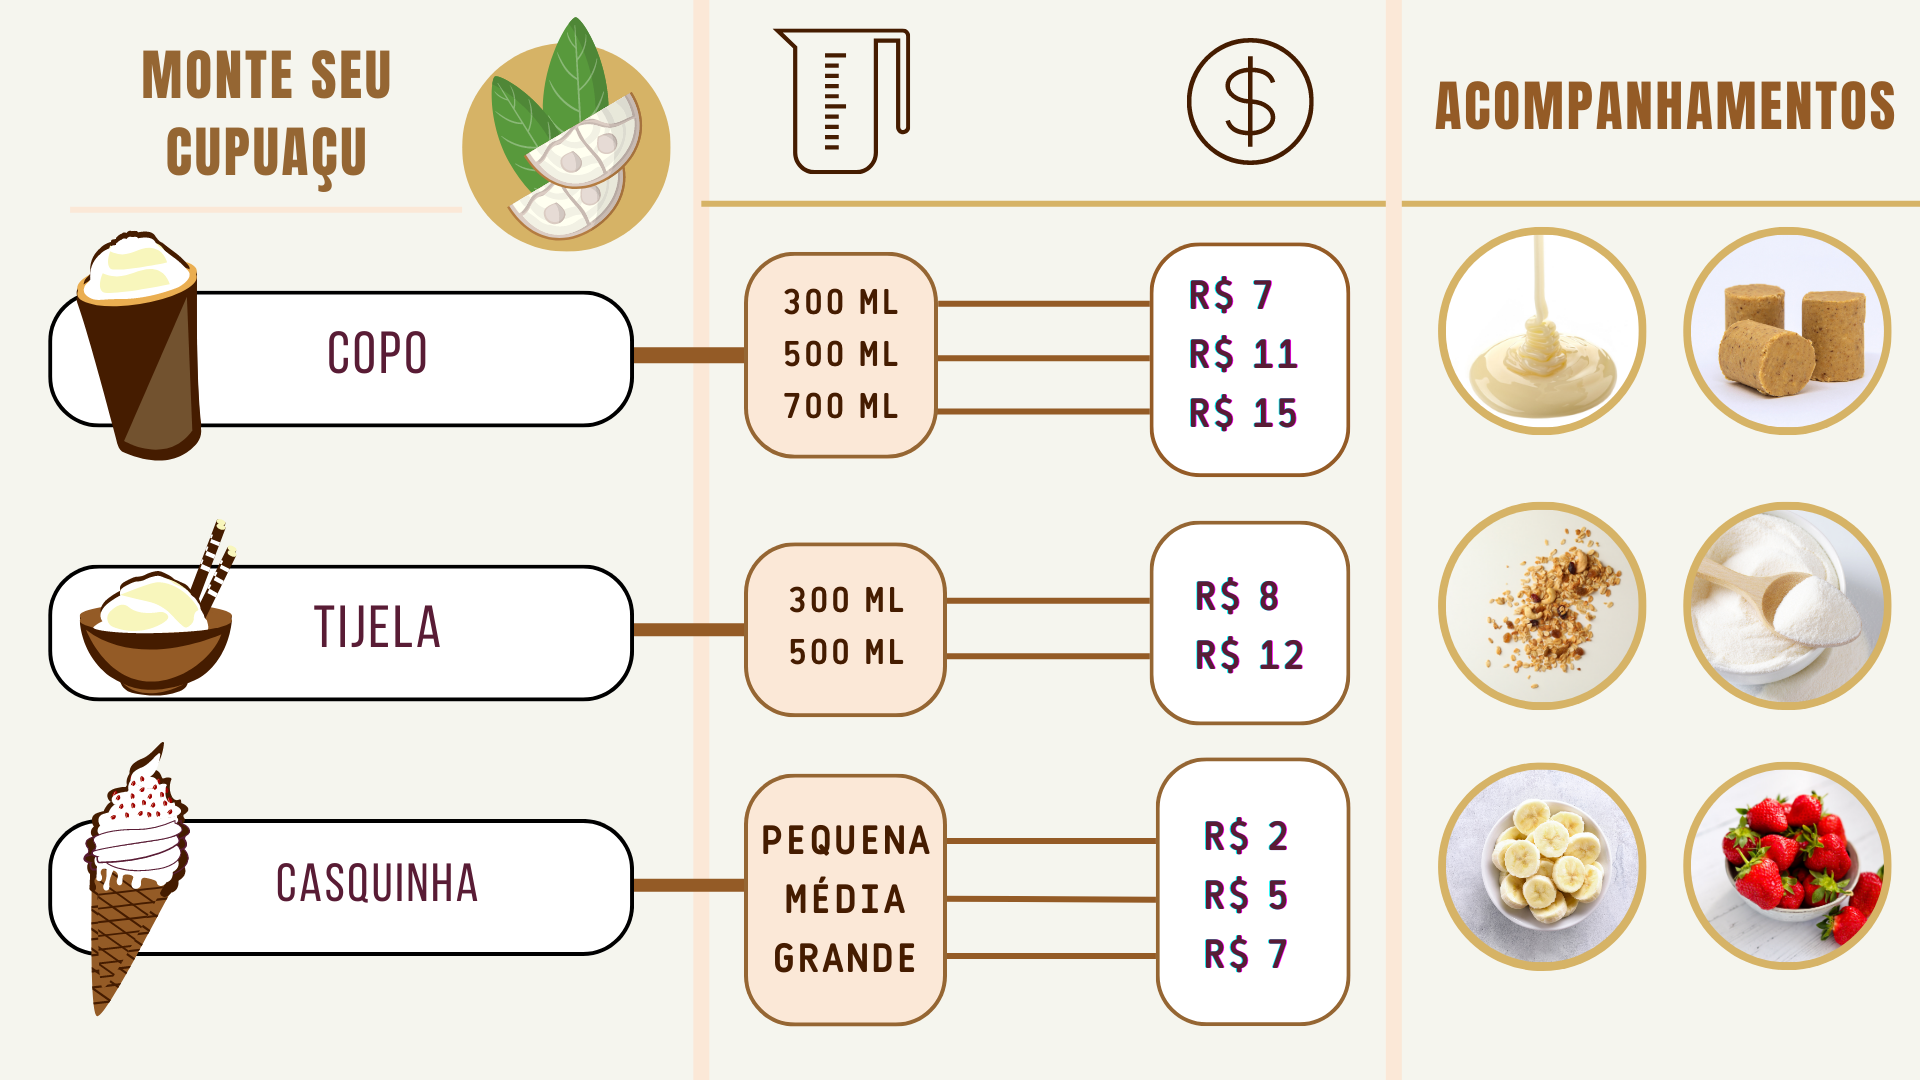 MONTE SEU
CUPUAÇU
ACOMPANHAMENTOS
COPO
300 ML
500 ML
700 ML
R$ 7
R$ 11
R$ 15
TIJELA
300 ML
500 ML
R$ 8
R$ 12
CASQUINHA
PEQUENA
MÉDIA
GRANDE
R$ 2
R$ 5
R$ 7